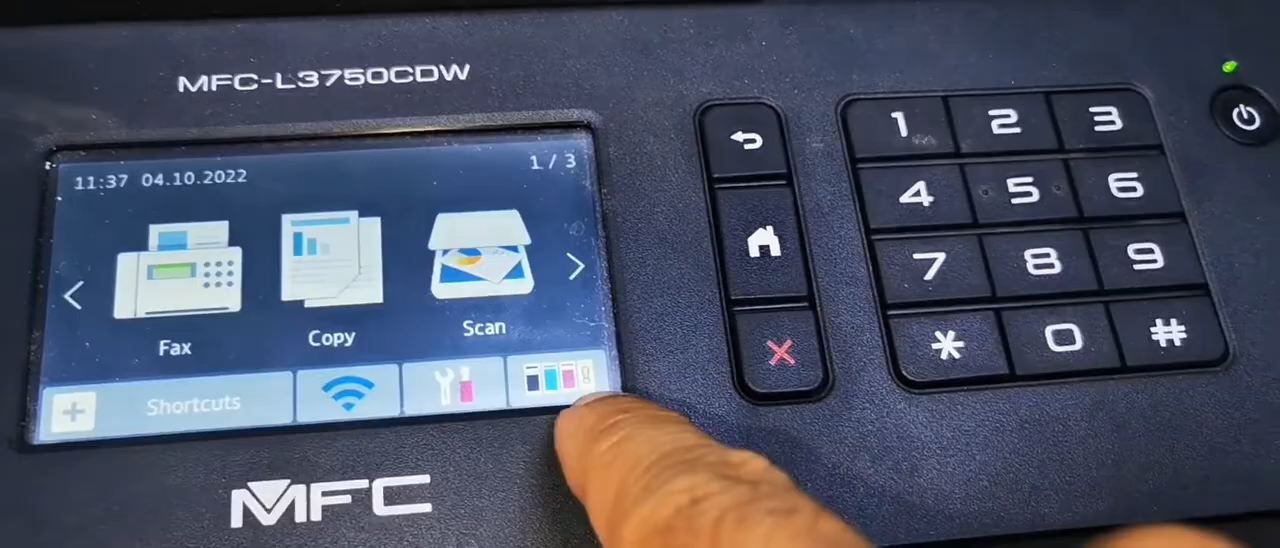 MFC-L3750CDW
11:37 04.10.2022
1 / 3
Fax
Copy
Scan
Shortcuts
MFC
1 2 3
4 5 6
7 8 9
* 0 #